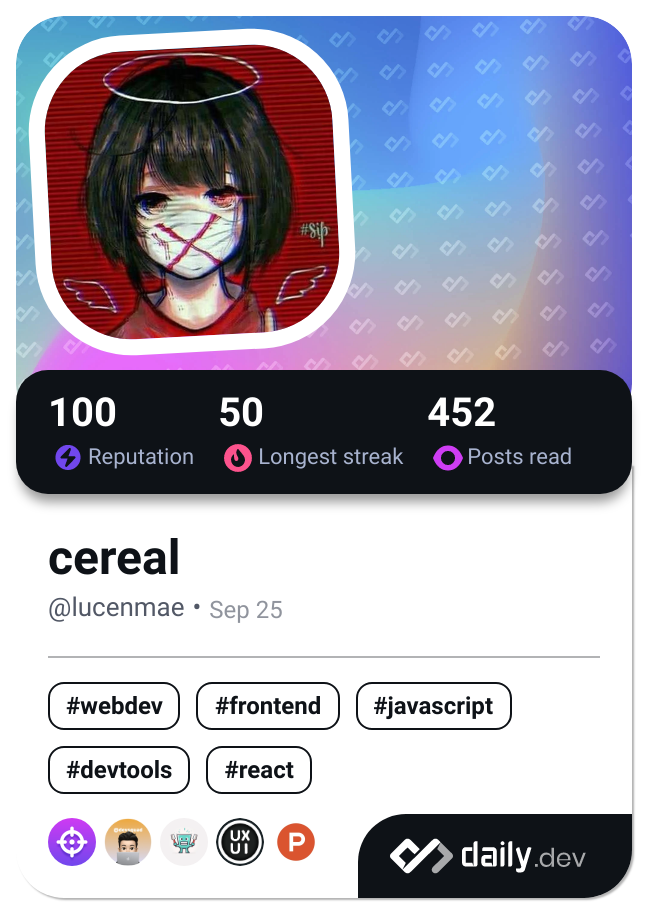 #Sip
100 50 452
Reputation Longest streak Posts read
cereal
@lucenmae • Sep 25
#webdev #frontend #javascript
#devtools #react
UX
UI
P
daily.dev